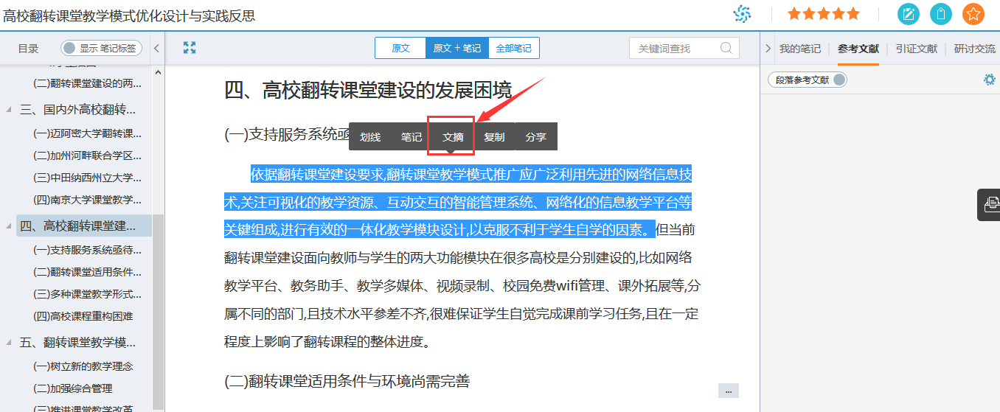 高校翻转课堂教学模式优化设计与实践反思
目录
显示 笔记标签
原文
原文 + 笔记
全部笔记
关键词查找
我的笔记
参考文献
引证文献
研讨交流
段落参考文献
(二)翻转课堂建设的两...
三、国内外高校翻转...
(一)迈阿密大学翻转课...
(二)加州河畔联合学区...
(三)中田纳西州立大学...
(四)南京大学课堂教学...
四、高校翻转课堂建...
(一)支持服务系统亟待...
(二)翻转课堂适用条件...
(三)多种课堂教学形式...
(四)高校课程重构困难
五、翻转课堂教学模...
(一)树立新的教学理念
(二)加强综合管理
(三)推进课堂教学改革
四、高校翻转课堂建设的发展困境
(一)支持服务系统亟
划线
笔记
文摘
复制
分享
依据翻转课堂建设要求,翻转课堂教学模式推广应广泛利用先进的网络信息技
术,关注可视化的教学资源、互动交互的智能管理系统、网络化的信息教学平台等
关键组成,进行有效的一体化教学模块设计,以克服不利于学生自学的因素。但当前
翻转课堂建设面向教师与学生的两大功能模块在很多高校是分别建设的,比如网络
教学平台、教务助手、教学多媒体、视频录制、校园免费wifi管理、课外拓展等,分
属不同的部门,且技术水平参差不齐,很难保证学生自觉完成课前学习任务,且在一定
程度上影响了翻转课程的整体进度。
(二)翻转课堂适用条件与环境尚需完善
...